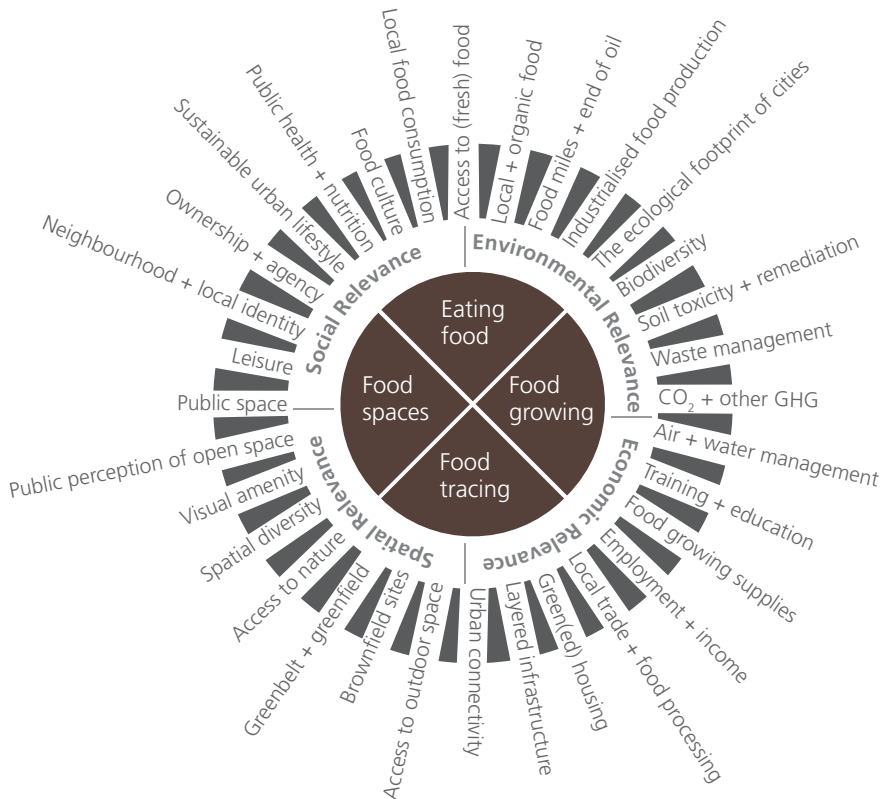 Access to (fresh) food
Local + organic food
Food miles + end of oil
Industrialised food production
The ecological footprint of cities
Biodiversity
Soil toxicity + remediation
Waste management
CO₂ + other GHG
Air + water management
Training + education
Food growing supplies
Employment + income
Local trade + food processing
Green(ed) housing
Layered infrastructure
Urban connectivity
Access to outdoor space
Brownfield sites
Greenbelt + greenfield
Access to nature
Spatial diversity
Visual amenity
Public perception of open space
Public space
Leisure
Neighbourhood + local identity
Ownership + agency
Sustainable urban lifestyle
Public health + nutrition
Food culture
Local food consumption
Social Relevance
Environmental Relevance
Economic Relevance
Spatial Relevance
Eating
food
Food
growing
Food
tracing
Food
spaces